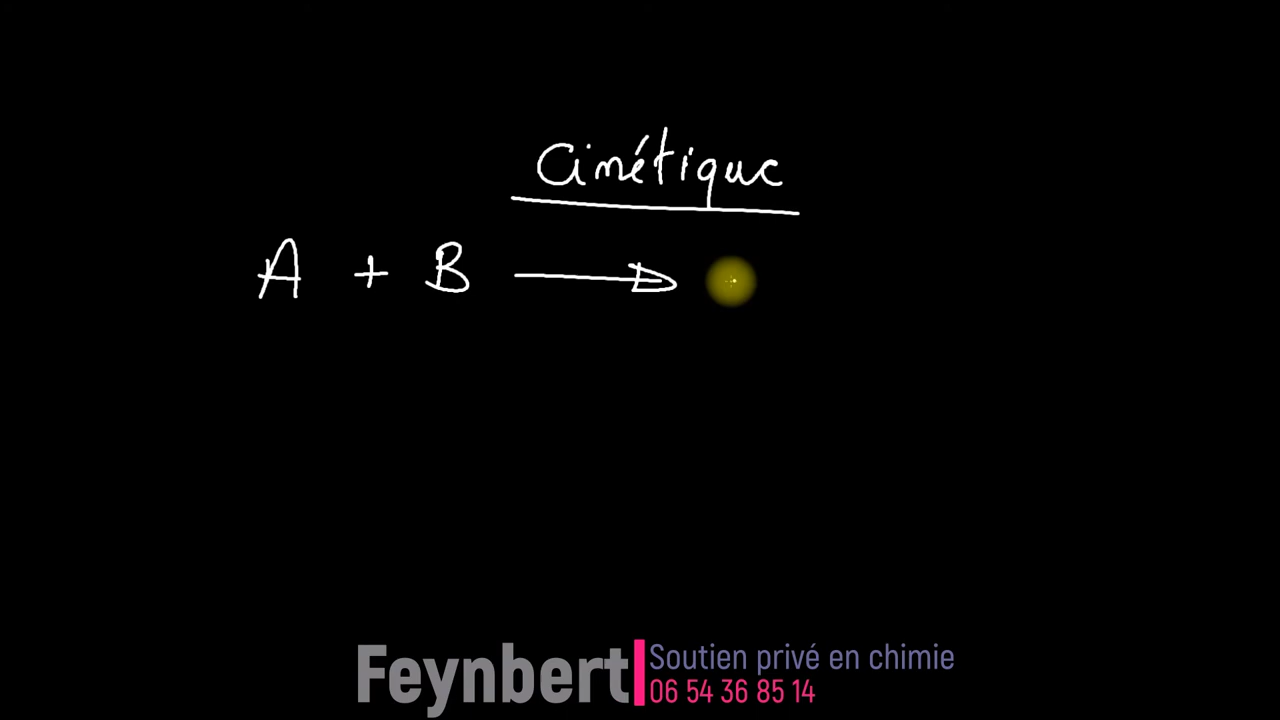 Cinétique
A + B →
Feynbert
Soutien privé en chimie
06 54 36 85 14